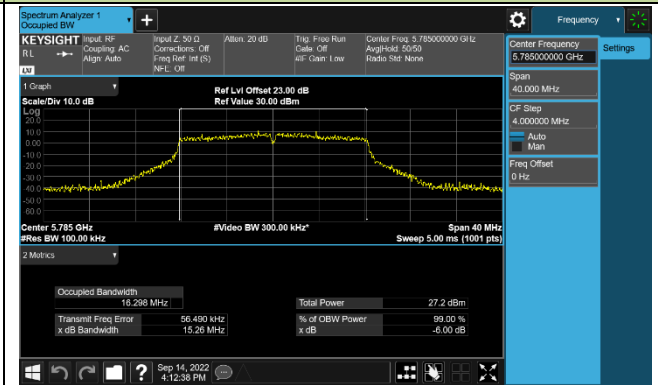 Spectrum Analyzer 1
Occupied BW
Frequency
KEYSIGHT
RL
LXI
Input: RF
Coupling: AC
Align: Auto
Input Z: 50 Ω
Corrections: Off
Freq Ref: Int (S)
NFE: Off
Atten: 20 dB
Trig: Free Run
Gate: Off
#IF Gain: Low
Center Freq: 5.785000000 GHz
Avg|Hold: 50/50
Radio Std: None
Center Frequency
5.785000000 GHz
Settings
Span
40.000 MHz
CF Step
4.000000 MHz
Auto
Man
Freq Offset
0 Hz
1 Graph
Scale/Div 10.0 dB
Ref Lvl Offset 23.00 dB
Ref Value 30.00 dBm
Log
20.0
10.0
0.00
-10.0
-20.0
-30.0
-40.0
-50.0
-60.0
Center 5.785 GHz
#Res BW 100.00 kHz
#Video BW 300.00 kHz*
Span 40 MHz
Sweep 5.00 ms (1001 pts)
2 Metrics
Occupied Bandwidth
16.298 MHz
Total Power 27.2 dBm
Transmit Freq Error 56.490 kHz
% of OBW Power 99.00 %
x dB Bandwidth 15.26 MHz
x dB -6.00 dB
Sep 14, 2022
4:12:38 PM